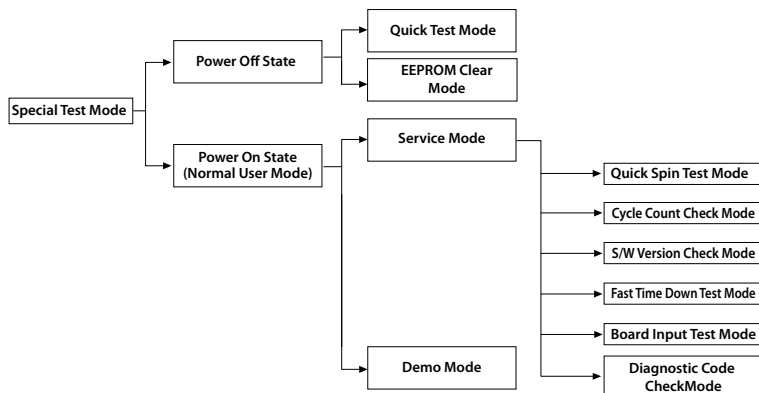 Quick Test Mode
Power Off State
EEPROM Clear
Mode
Special Test Mode
Service Mode
Power On State
(Normal User Mode)
Quick Spin Test Mode
Cycle Count Check Mode
S/W Version Check Mode
Fast Time Down Test Mode
Board Input Test Mode
Demo Mode
Diagnostic Code
CheckMode